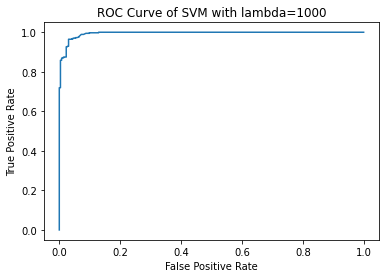 ROC Curve of SVM with lambda=1000
True Positive Rate
1.0
0.8
0.6
0.4
0.2
0.0
0.0 0.2 0.4 0.6 0.8 1.0
False Positive Rate